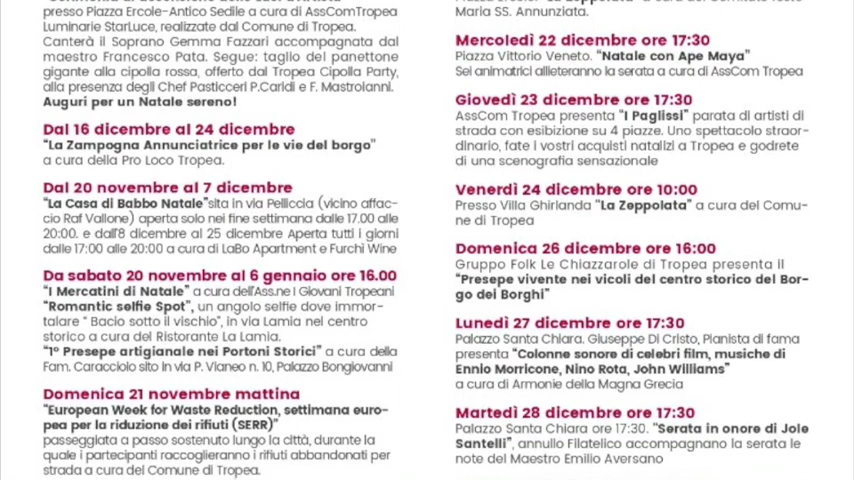 presso Piazza Ercole-Antico Sedile a cura di AssComTropea
Luminarie StarLuce, realizzate dal Comune di Tropea.
Canterà il Soprano Gemma Fazzari accompagnata dal
maestro Francesco Pata. Segue: taglio del panettone
gigante alla cipolla rossa, offerto dal Tropea Cipolla Party,
alla presenza degli Chef Pasticceri P.Caridi e F. Mastroianni.
Auguri per un Natale sereno!
Dal 16 dicembre al 24 dicembre
“La Zampogna Annunciatrice per le vie del borgo”
a cura della Pro Loco Tropea.
Dal 20 novembre al 7 dicembre
“La Casa di Babbo Natale”sita in via Pelliccia (vicino affac-
cio Raf Vallone) aperta solo nei fine settimana dalle 17.00 alle
20:00. e dall'8 dicembre al 25 dicembre Aperta tutti i giorni
dalle 17:00 alle 20:00 a cura di LaBo Apartment e Furchì Wine
Da sabato 20 novembre al 6 gennaio ore 16.00
“I Mercatini di Natale” a cura dell'Ass.ne I Giovani Tropeani
“Romantic selfie Spot”, un angolo selfie dove immor-
talare “ Bacio sotto il vischio”, in via Lamia nel centro
storico a cura del Ristorante La Lamia.
“1° Presepe artigianale nei Portoni Storici” a cura della
Fam. Caracciolo sito in via P. Vianeo n. 10, Palazzo Bongiovanni
Domenica 21 novembre mattina
“European Week for Waste Reduction, settimana euro-
pea per la riduzione dei rifiuti (SERR)”
passeggiata a passo sostenuto lungo la città, durante la
quale i partecipanti raccoglieranno i rifiuti abbandonati per
strada a cura del Comune di Tropea.
Maria SS. Annunziata.
Mercoledì 22 dicembre ore 17:30
Piazza Vittorio Veneto. “Natale con Ape Maya”
Sei animatrici allieteranno la serata a cura di AssCom Tropea
Giovedì 23 dicembre ore 17:30
AssCom Tropea presenta “I Paglissi” parata di artisti di
strada con esibizione su 4 piazze. Uno spettacolo straor-
dinario, fate i vostri acquisti natalizi a Tropea e godrete
di una scenografia sensazionale
Venerdì 24 dicembre ore 10:00
Presso Villa Ghirlanda “La Zeppolata” a cura del Comu-
ne di Tropea
Domenica 26 dicembre ore 16:00
Gruppo Folk Le Chiazzarole di Tropea presenta il
“Presepe vivente nei vicoli del centro storico del Bor-
go dei Borghi”
Lunedì 27 dicembre ore 17:30
Palazzo Santa Chiara. Giuseppe Di Cristo, Pianista di fama
presenta “Colonne sonore di celebri film, musiche di
Ennio Morricone, Nino Rota, John Williams”
a cura di Armonie della Magna Grecia
Martedì 28 dicembre ore 17:30
Palazzo Santa Chiara ore 17:30. “Serata in onore di Jole
Santelli”, annullo Filatelico accompagnano la serata le
note del Maestro Emilio Aversano